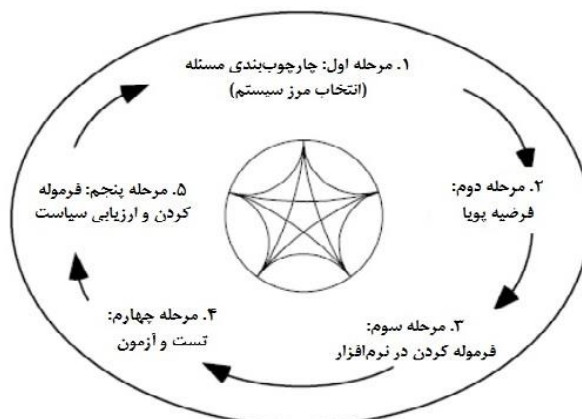 ۱. مرحله اول: چارچوب‌بندی مسئله
(انتخاب مرز سیستم)
۲. مرحله دوم:
فرضیه پویا
۳. مرحله سوم:
فرموله کردن در نرم‌افزار
۴. مرحله چهارم:
تست و آزمون
۵. مرحله پنجم: فرموله
کردن و ارزیابی سیاست